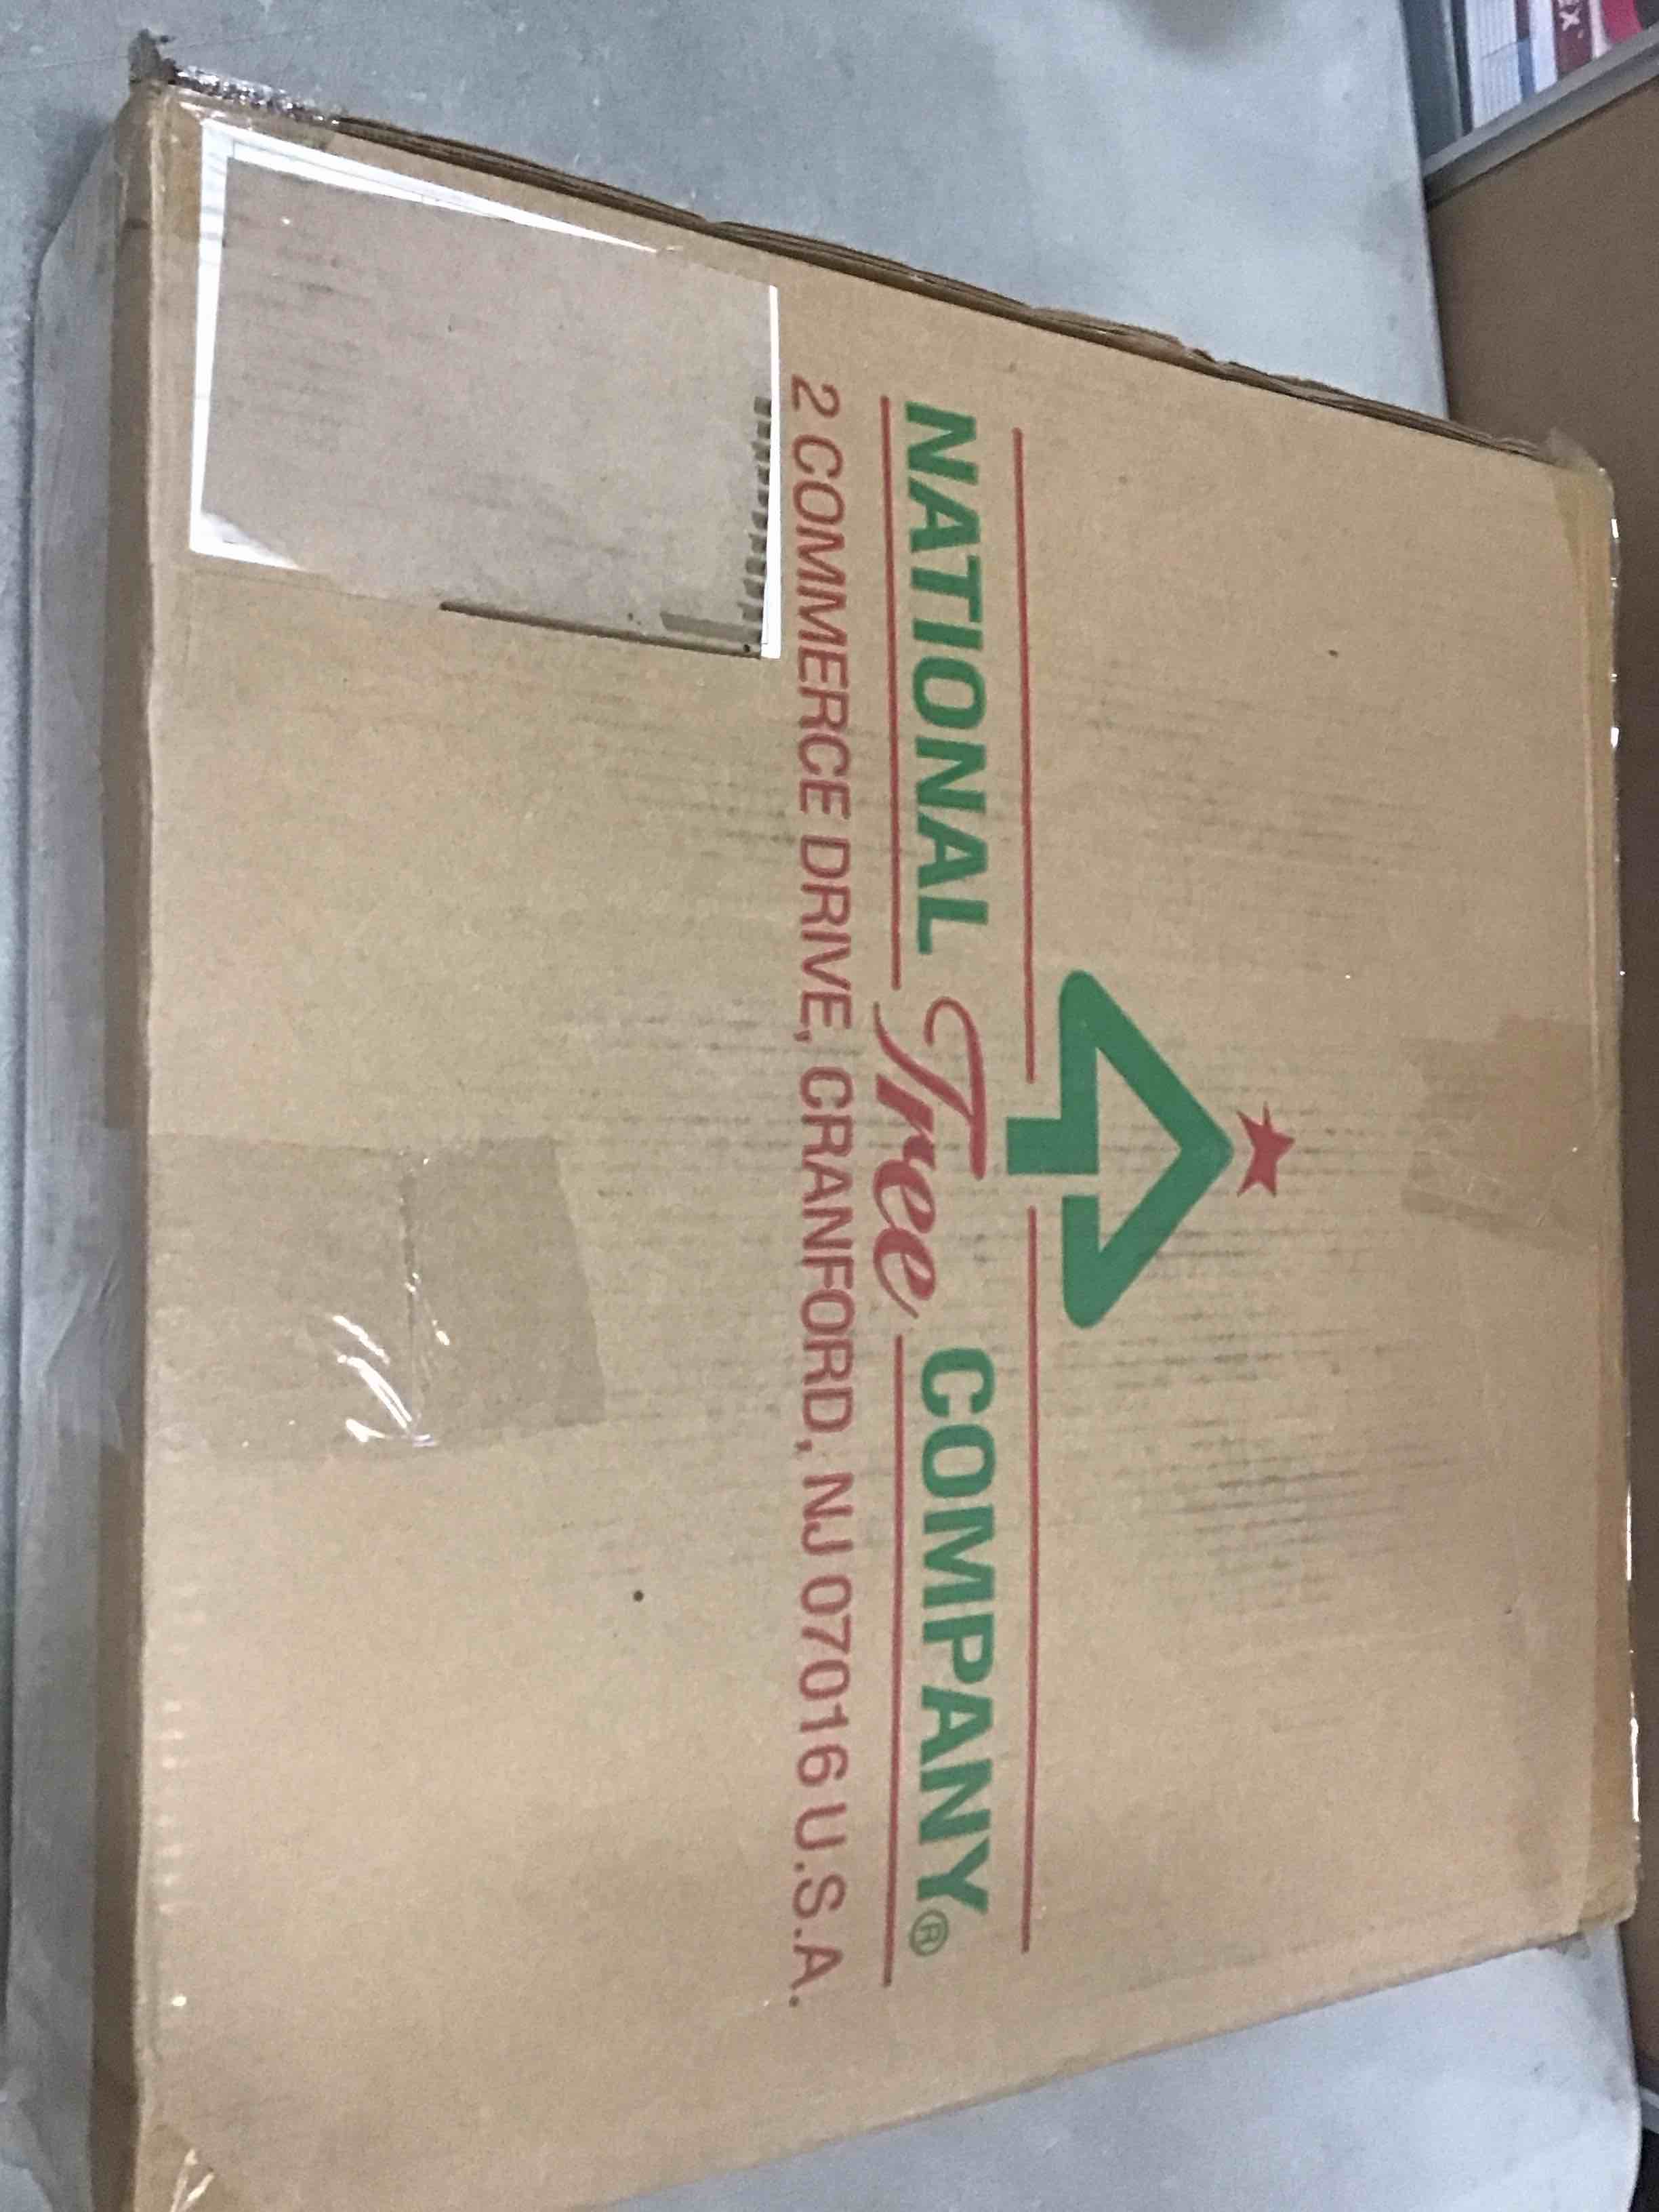 NATIONAL Tree COMPANY®
2 COMMERCE DRIVE, CRANFORD, NJ 07016 U.S.A.